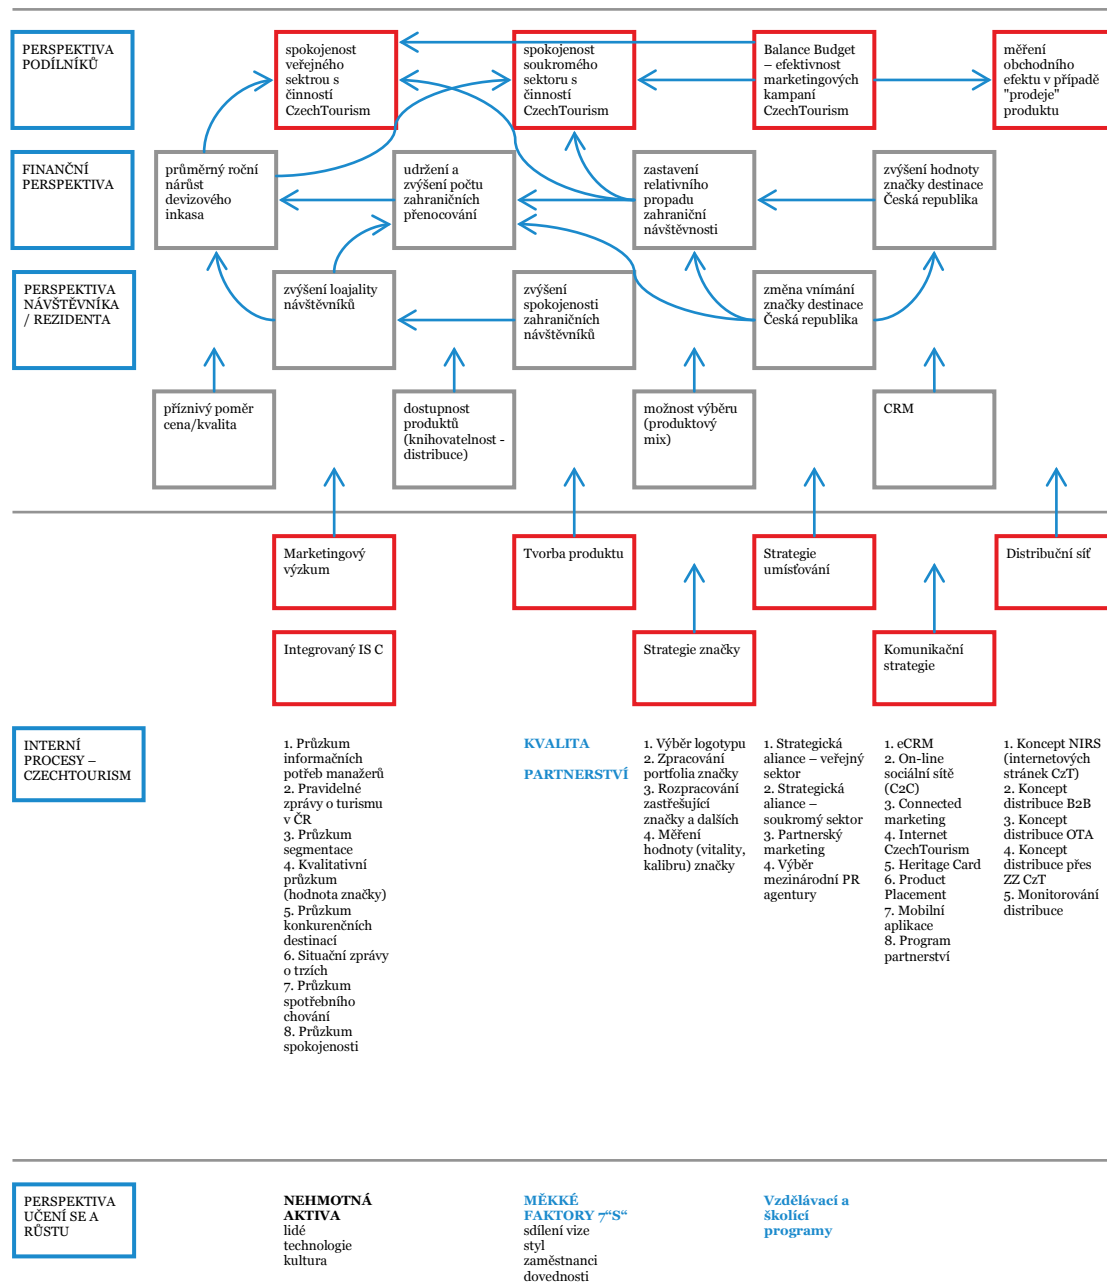 PERSPEKTIVA
PODÍLNÍKŮ
spokojenost
veřejného
sektrou s
činností
CzechTourism
spokojenost
soukromého
sektoru s
činností
CzechTourism
Balance Budget
– efektivnost
marketingových
kampaní
CzechTourism
měření
obchodního
efektu v případě
"prodeje"
produktu
FINANČNÍ
PERSPEKTIVA
průměrný roční
nárůst
devizového
inkasa
udržení a
zvýšení počtu
zahraničních
přenocování
zastavení
relativního
propadu
zahraniční
návštěvnosti
zvýšení hodnoty
značky destinace
Česká republika
PERSPEKTIVA
NÁVŠTĚVNÍKA
/ REZIDENTA
zvýšení loajality
návštěvníků
zvýšení
spokojenosti
zahraničních
návštěvníků
změna vnímání
značky destinace
Česká republika
příznivý poměr
cena/kvalita
dostupnost
produktů
(knihovatelnost -
distribuce)
možnost výběru
(produktový
mix)
CRM
Marketingový
výzkum
Tvorba produktu
Strategie
umísťování
Distribuční síť
Integrovaný IS C
Strategie značky
Komunikační
strategie
INTERNÍ
PROCESY –
CZECHTOURISM
1. Průzkum
informačních
potřeb manažerů
2. Pravidelné
zprávy o turismu
v ČR
3. Průzkum
segmentace
4. Kvalitativní
průzkum
(hodnota značky)
5. Průzkum
konkurenčních
destinací
6. Situační zprávy
o trzích
7. Průzkum
spotřebního
chování
8. Průzkum
spokojenosti
KVALITA
PARTNERSTVÍ
1. Výběr logotypu
2. Zpracování
portfolia značky
3. Rozpracování
zastřešující
značky a dalších
4. Měření
hodnoty (vitality,
kalibru) značky
1. Strategická
aliance – veřejný
sektor
2. Strategická
aliance –
soukromý sektor
3. Partnerský
marketing
4. Výběr
mezinárodní PR
agentury
1. eCRM
2. On-line
sociální sítě
(C2C)
3. Connected
marketing
4. Internet
CzechTourism
5. Heritage Card
6. Product
Placement
7. Mobilní
aplikace
8. Program
partnerství
1. Koncept NIRS
(internetových
stránek CzT)
2. Koncept
distribuce B2B
3. Koncept
distribuce OTA
4. Koncept
distribuce přes
ZZ CzT
5. Monitorování
distribuce
PERSPEKTIVA
UČENÍ SE A
RŮSTU
NEHMOTNÁ
AKTIVA
lidé
technologie
kultura
MĚKKÉ
FAKTORY 7“S“
sdílení vize
styl
zaměstnanci
dovednosti
Vzdělávací a
školící
programy